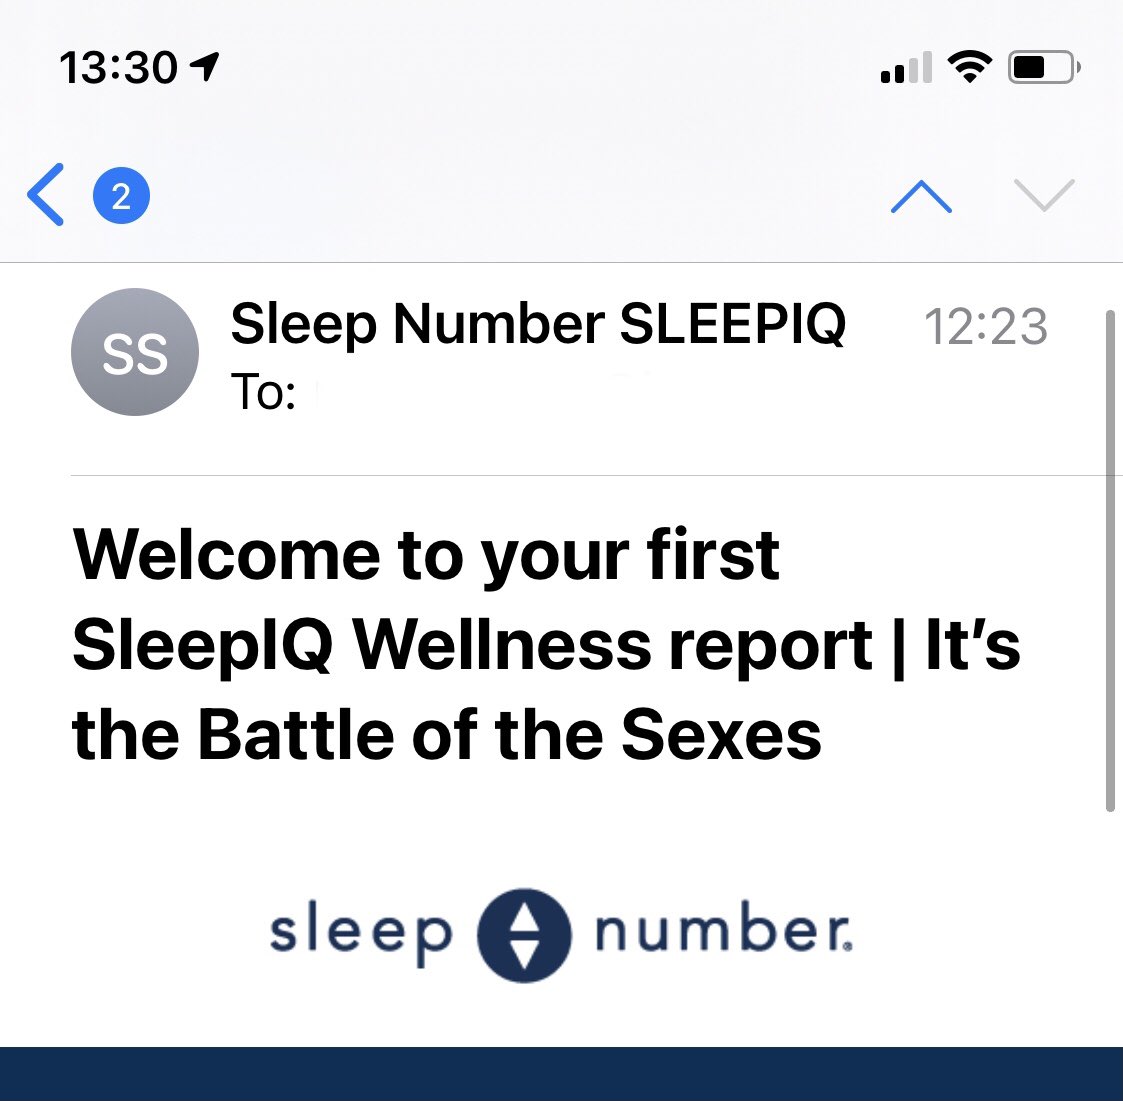 13:30
2
SS
Sleep Number SLEEPIQ
12:23
To:
Welcome to your first
SleepIQ Wellness report | It’s
the Battle of the Sexes
sleep number®